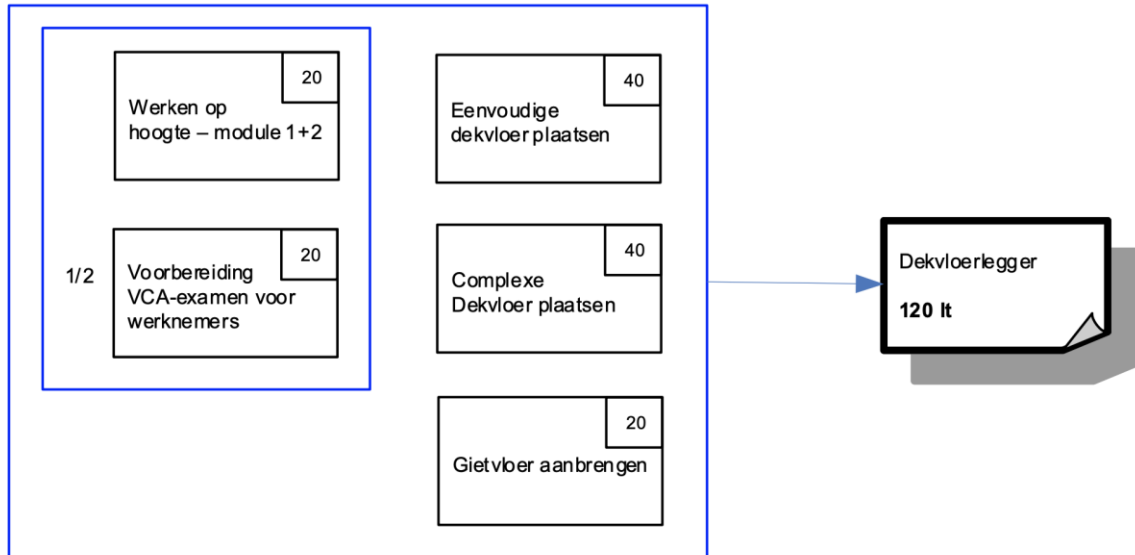 20
Werken op
hoogte – module 1+2
1/2
20
Voorbereiding
VCA-examen voor
werknemers
40
Eenvoudige
dekvloer plaatsen
40
Complexe
Dekvloer plaatsen
20
Gietvloer aanbrengen
Dekvloerlegger
120 lt